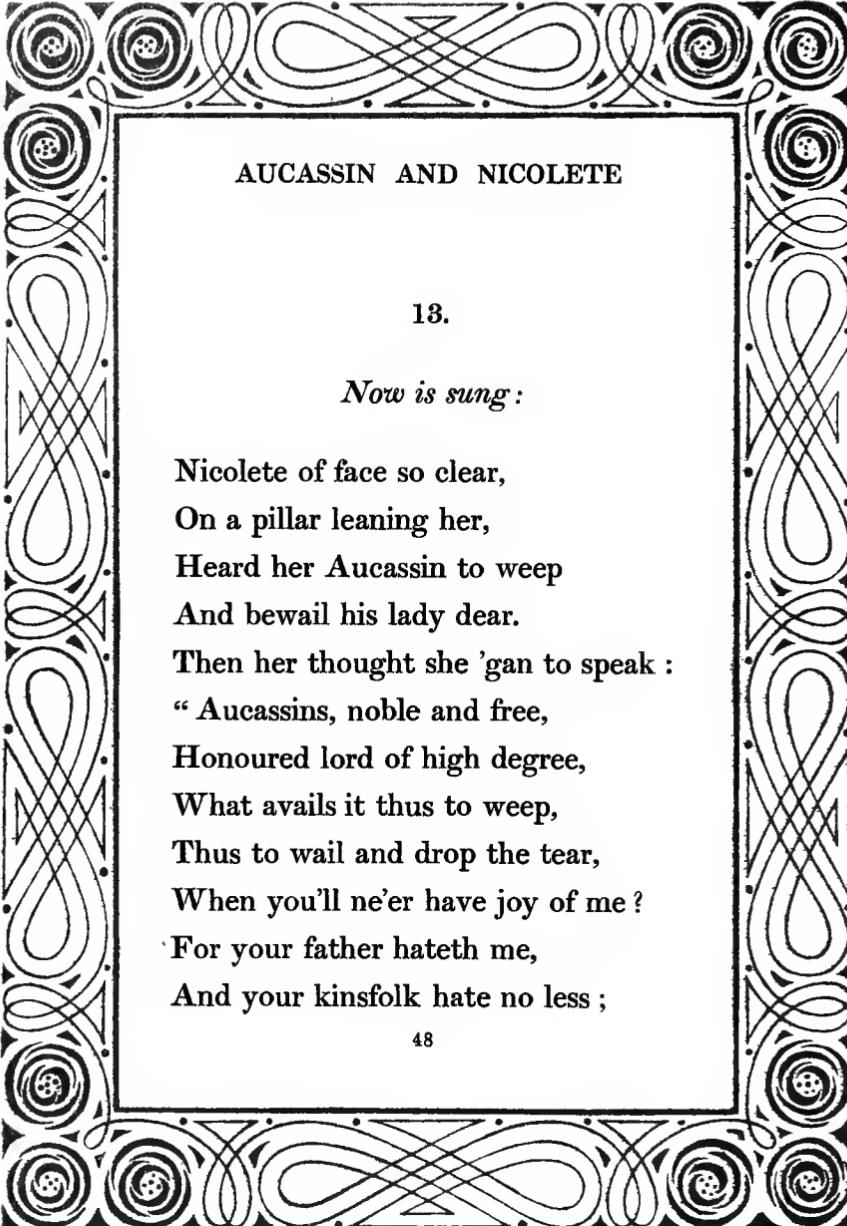 AUCASSIN AND NICOLETE
13.
Now is sung:
Nicolete of face so clear,
On a pillar leaning her,
Heard her Aucassin to weep
And bewail his lady dear.
Then her thought she 'gan to speak :
“ Aucassins, noble and free,
Honoured lord of high degree,
What avails it thus to weep,
Thus to wail and drop the tear,
When you'll ne'er have joy of me ?
For your father hateth me,
And your kinsfolk hate no less ;
48